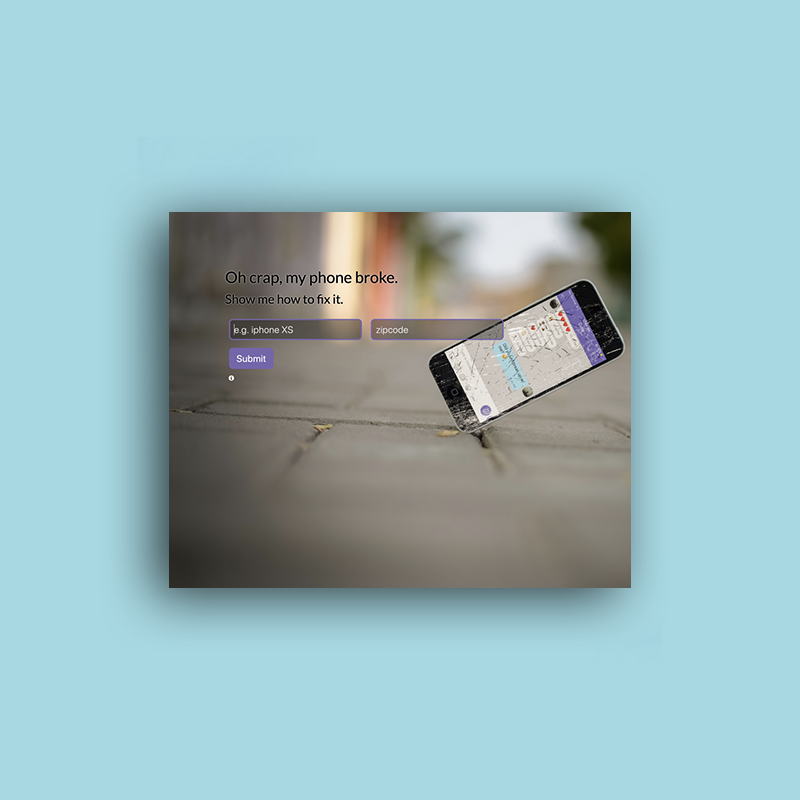 Oh crap, my phone broke.
Show me how to fix it.
e.g. iphone XS
zipcode
Submit